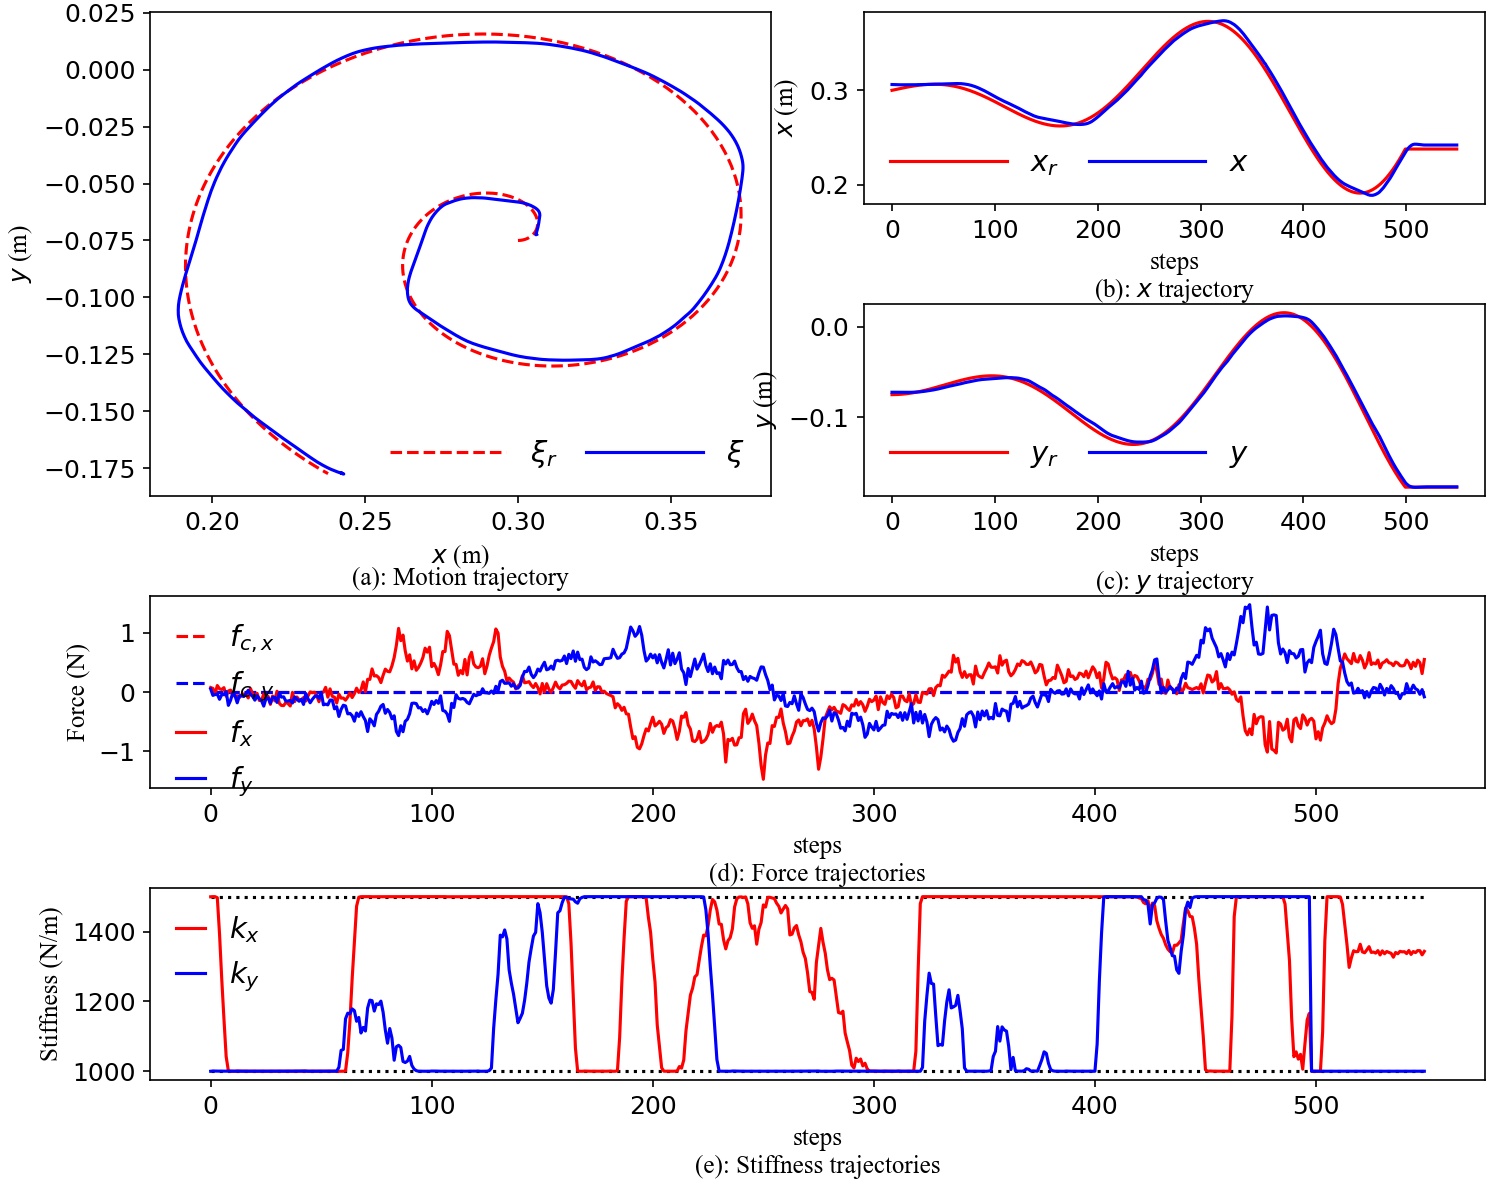 0.025
0.000
−0.025
−0.050
−0.075
−0.100
−0.125
−0.150
−0.175
y (m)
ξr ξ
0.20 0.25 0.30 0.35
x (m)
(a): Motion trajectory
0.3
0.2
x (m)
xr x
0 100 200 300 400 500
steps
(b): x trajectory
0.0
−0.1
y (m)
yr y
0 100 200 300 400 500
steps
(c): y trajectory
1
0
−1
Force (N)
fc,x
fc,y
fx
fy
0 100 200 300 400 500
steps
(d): Force trajectories
1400
1200
1000
Stiffness (N/m)
kx
ky
0 100 200 300 400 500
steps
(e): Stiffness trajectories